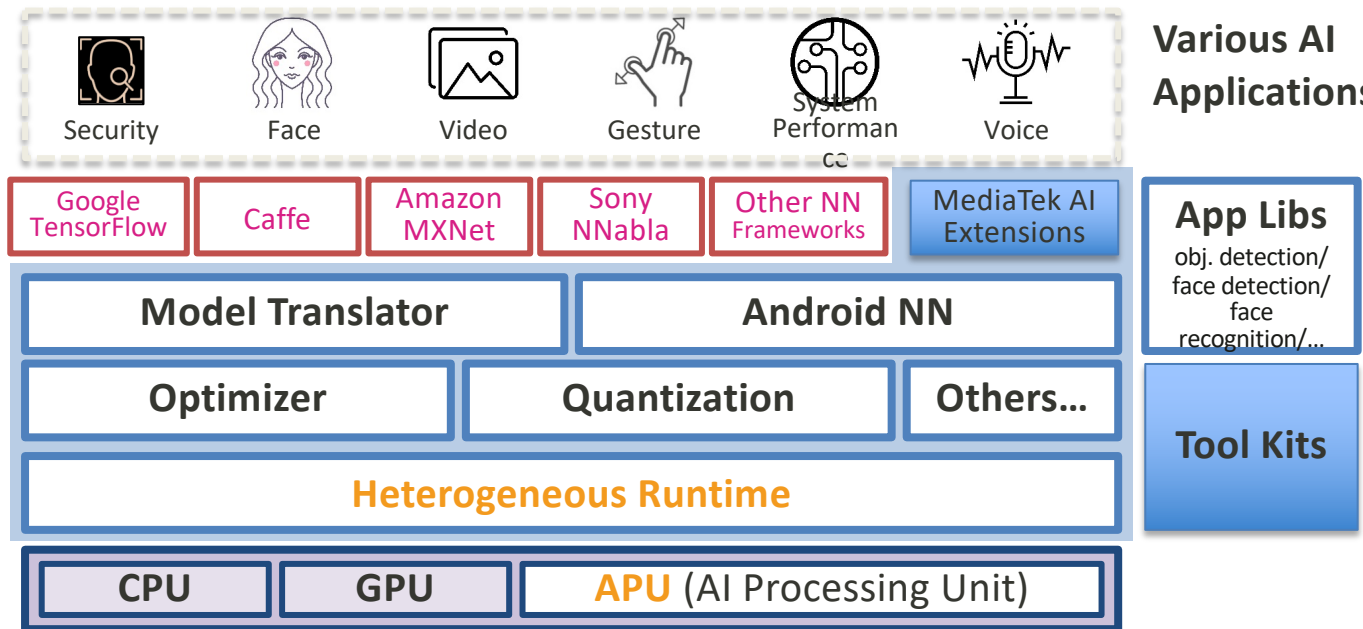 Various AI
Applications
Security
Face
Video
Gesture
System
Performan
ce
Voice
Google
TensorFlow
Caffe
Amazon
MXNet
Sony
NNabla
Other NN
Frameworks
MediaTek AI
Extensions
App Libs
obj. detection/
face detection/
face
recognition/...
Model Translator
Android NN
Optimizer
Quantization
Others...
Tool Kits
Heterogeneous Runtime
CPU
GPU
APU (AI Processing Unit)